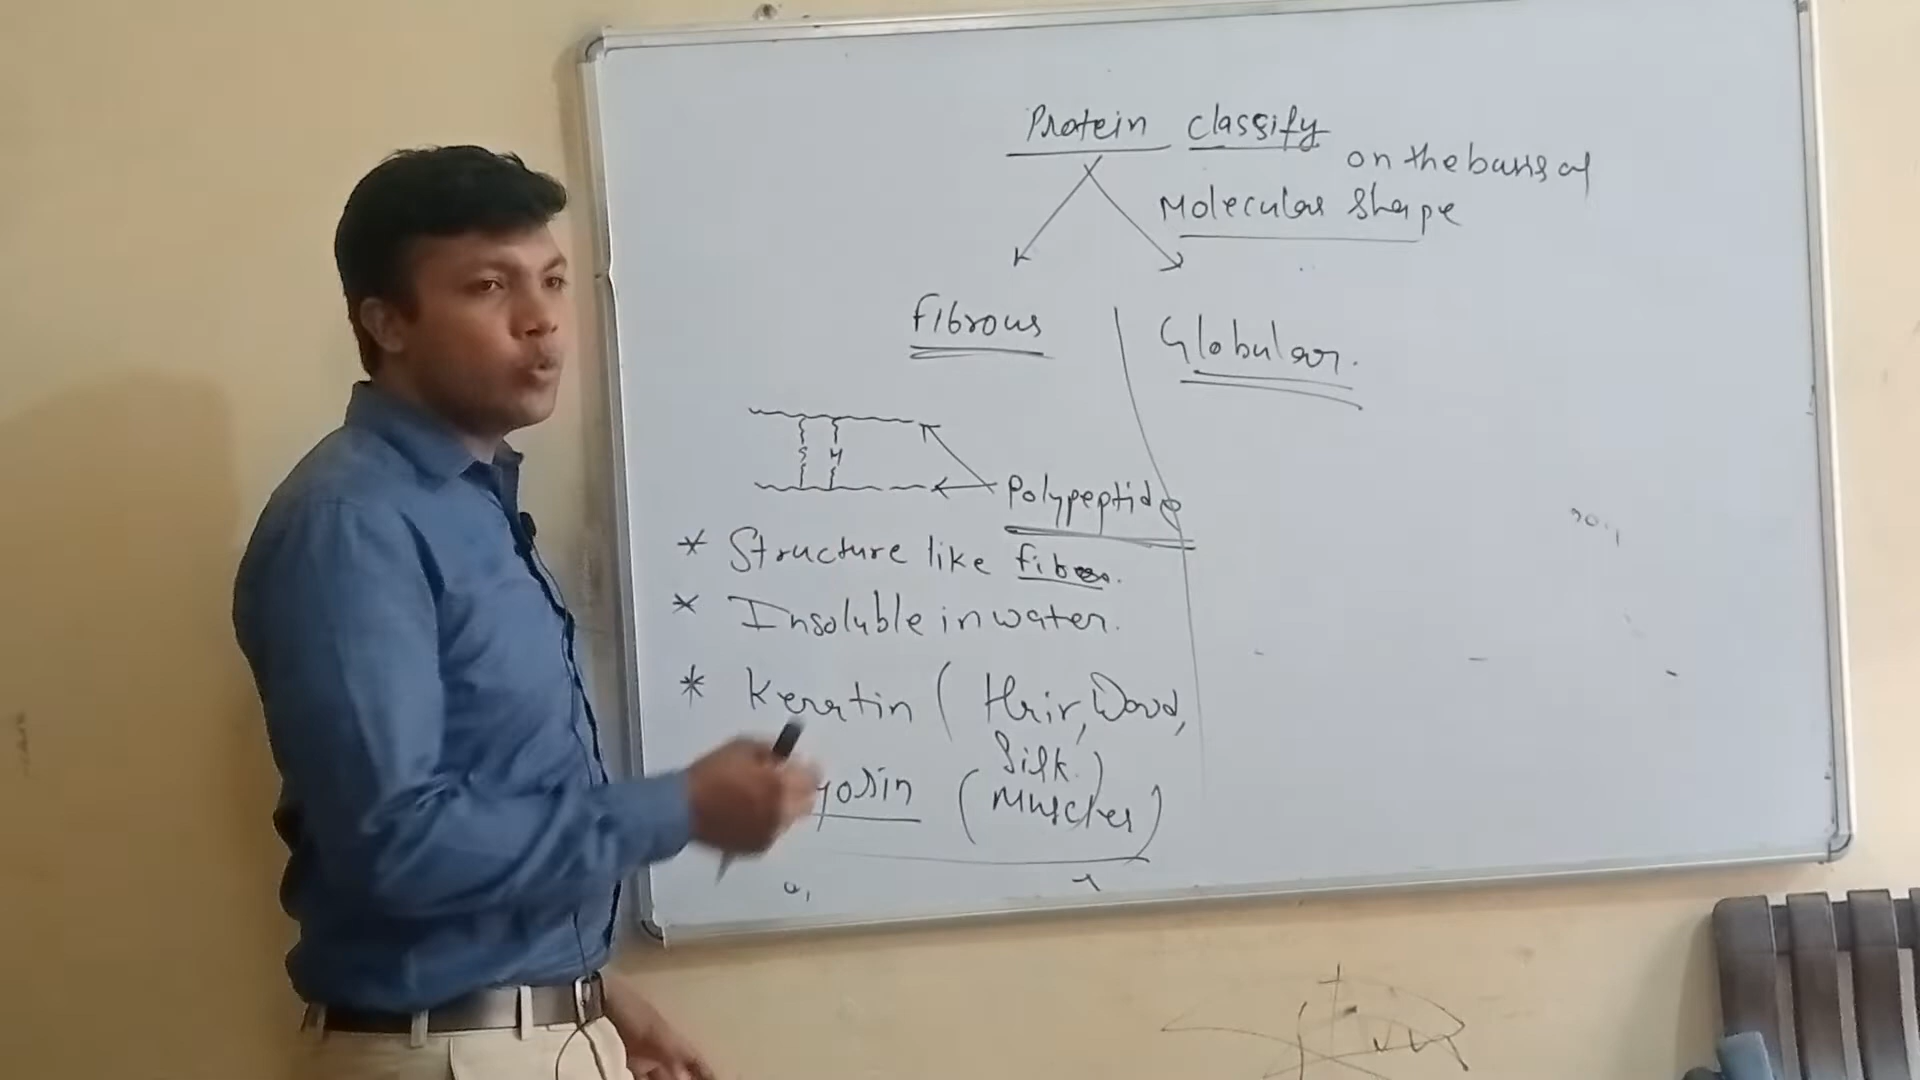 Protein classify
on the basis of
Molecular Shape
Fibrous
Globular.
S H
Polypeptide
* Structure like fib
* Insoluble in water.
* Keratin ( Hair, Wool,
Silk )
yosin ( Muscles )